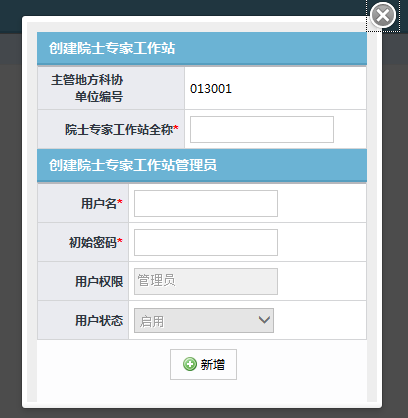 创建院士专家工作站
主管地方科协
单位编号
013001
院士专家工作站全称*
创建院士专家工作站管理员
用户名*
初始密码*
用户权限
管理员
用户状态
启用
新增